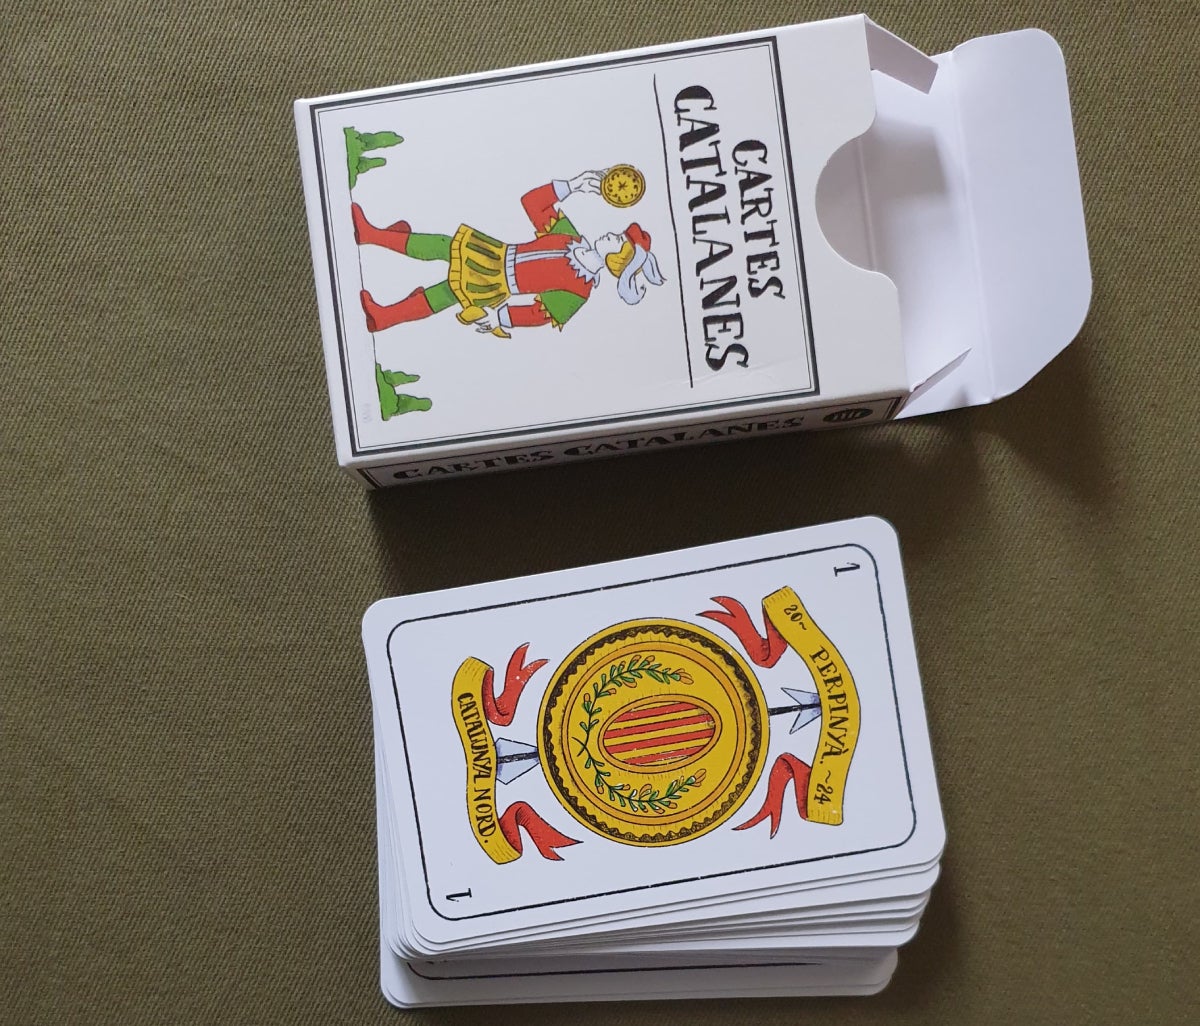 CARTES
CATALANES
CARTES CATALANES
1
20~ PERPINYÀ. ~24
CATALUNYA NORD.
1